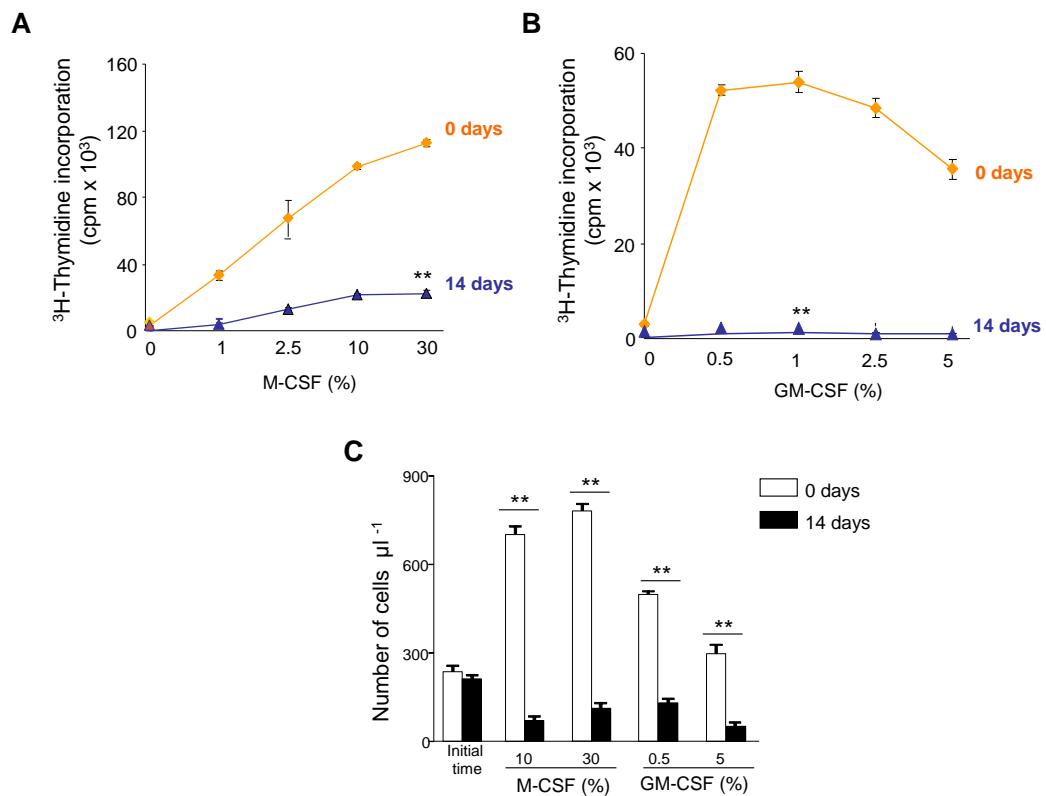 A
³H-Thymidine incorporation
(cpm x 10³)
160
120
80
40
0
0 days
**
14 days
0 1 2.5 10 30
M-CSF (%)
B
³H-Thymidine incorporation
(cpm x 10³)
60
40
20
0
0 days
**
14 days
0 0.5 1 2.5 5
GM-CSF (%)
C
Number of cells µl ⁻¹
900
600
300
0
** ** ** **
0 days
14 days
Initial
time
10 30 0.5 5
M-CSF (%) GM-CSF (%)